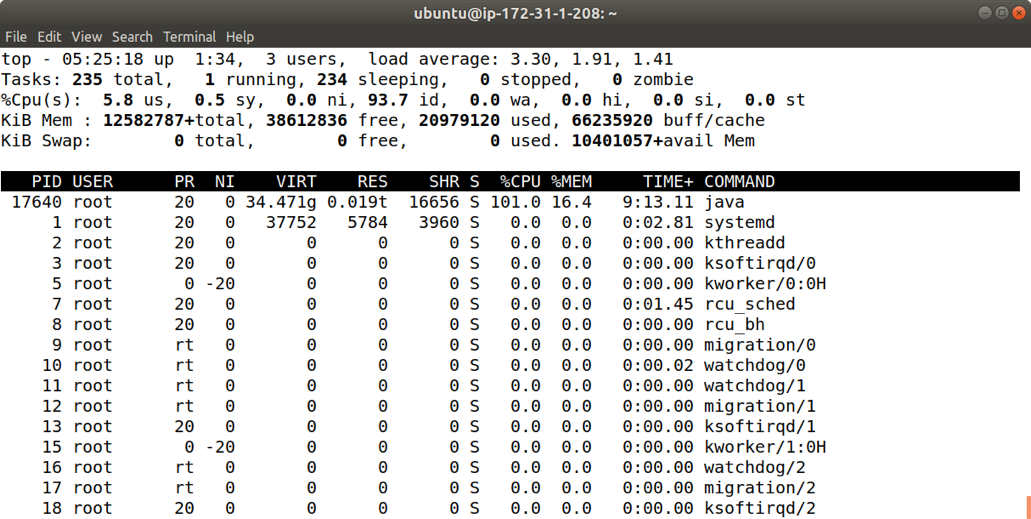 ubuntu@ip-172-31-1-208: ~
File Edit View Search Terminal Help
top - 05:25:18 up  1:34,  3 users,  load average: 3.30, 1.91, 1.41
Tasks: 235 total,   1 running, 234 sleeping,   0 stopped,   0 zombie
%Cpu(s):  5.8 us,  0.5 sy,  0.0 ni, 93.7 id,  0.0 wa,  0.0 hi,  0.0 si,  0.0 st
KiB Mem : 12582787+total, 38612836 free, 20979120 used, 66235920 buff/cache
KiB Swap:        0 total,        0 free,        0 used. 10401057+avail Mem
PID USER      PR  NI    VIRT    RES    SHR S  %CPU %MEM     TIME+ COMMAND
17640 root      20   0 34.471g 0.019t  16656 S 101.0 16.4   9:13.11 java
1 root      20   0   37752   5784   3960 S   0.0  0.0   0:02.81 systemd
2 root      20   0       0      0      0 S   0.0  0.0   0:00.00 kthreadd
3 root      20   0       0      0      0 S   0.0  0.0   0:00.00 ksoftirqd/0
5 root       0 -20       0      0      0 S   0.0  0.0   0:00.00 kworker/0:0H
7 root      20   0       0      0      0 S   0.0  0.0   0:01.45 rcu_sched
8 root      20   0       0      0      0 S   0.0  0.0   0:00.00 rcu_bh
9 root      rt   0       0      0      0 S   0.0  0.0   0:00.00 migration/0
10 root      rt   0       0      0      0 S   0.0  0.0   0:00.02 watchdog/0
11 root      rt   0       0      0      0 S   0.0  0.0   0:00.00 watchdog/1
12 root      rt   0       0      0      0 S   0.0  0.0   0:00.00 migration/1
13 root      20   0       0      0      0 S   0.0  0.0   0:00.00 ksoftirqd/1
15 root       0 -20       0      0      0 S   0.0  0.0   0:00.00 kworker/1:0H
16 root      rt   0       0      0      0 S   0.0  0.0   0:00.00 watchdog/2
17 root      rt   0       0      0      0 S   0.0  0.0   0:00.00 migration/2
18 root      20   0       0      0      0 S   0.0  0.0   0:00.00 ksoftirqd/2